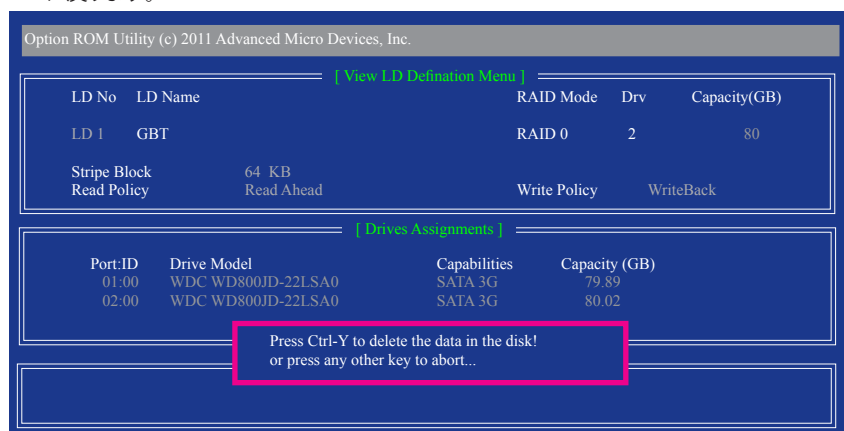 Option ROM Utility (c) 2011 Advanced Micro Devices, Inc.
[ View LD Defination Menu ]
LD No LD Name RAID Mode Drv Capacity(GB)
LD 1 GBT RAID 0 2 80
Stripe Block 64 KB
Read Policy Read Ahead Write Policy WriteBack
[ Drives Assignments ]
Port:ID Drive Model Capabilities Capacity (GB)
01:00 WDC WD800JD-22LSA0 SATA 3G 79.89
02:00 WDC WD800JD-22LSA0 SATA 3G 80.02
Press Ctrl-Y to delete the data in the disk!
or press any other key to abort...